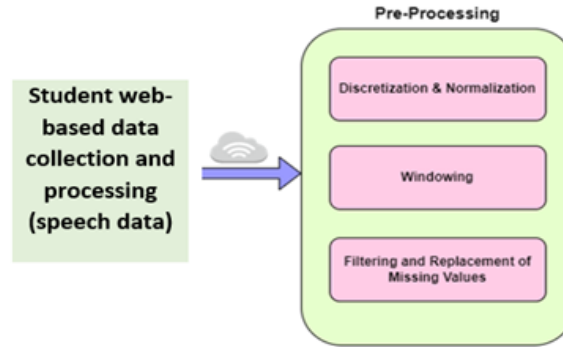 Pre-Processing
Student web-
based data
collection and
processing
(speech data)
Discretization & Normalization
Windowing
Filtering and Replacement of
Missing Values